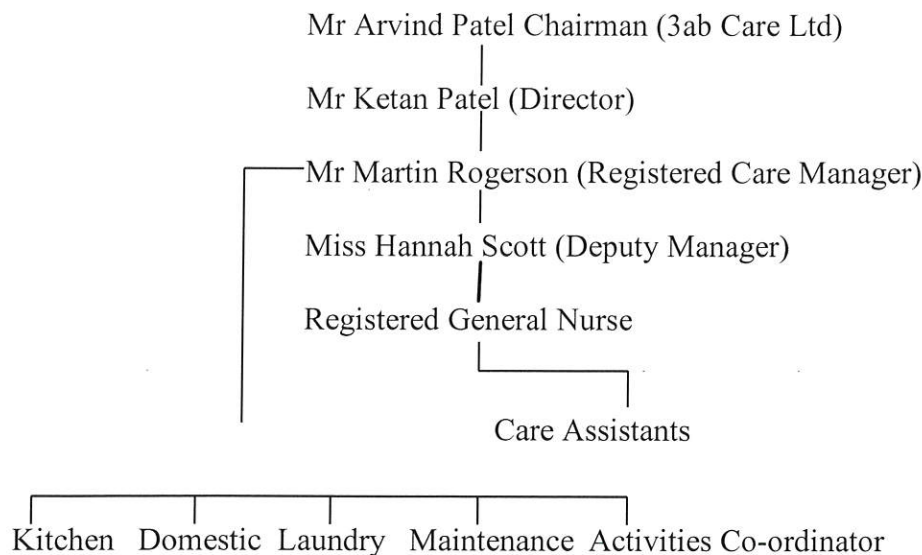 Mr Arvind Patel Chairman (3ab Care Ltd)
Mr Ketan Patel (Director)
Mr Martin Rogerson (Registered Care Manager)
Miss Hannah Scott (Deputy Manager)
Registered General Nurse
Care Assistants
Kitchen Domestic Laundry Maintenance Activities Co-ordinator